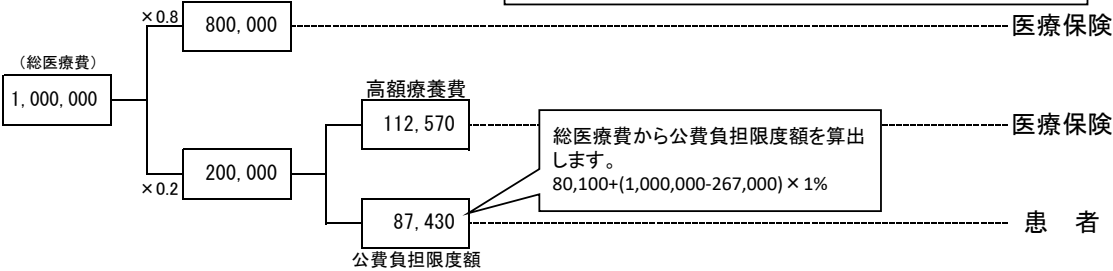 ×0.8
800,000
医療保険
(総医療費)
1,000,000
高額療養費
112,570
医療保険
総医療費から公費負担限度額を算出
します。
80,100+(1,000,000-267,000)×1%
×0.2
200,000
87,430
患　者
公費負担限度額